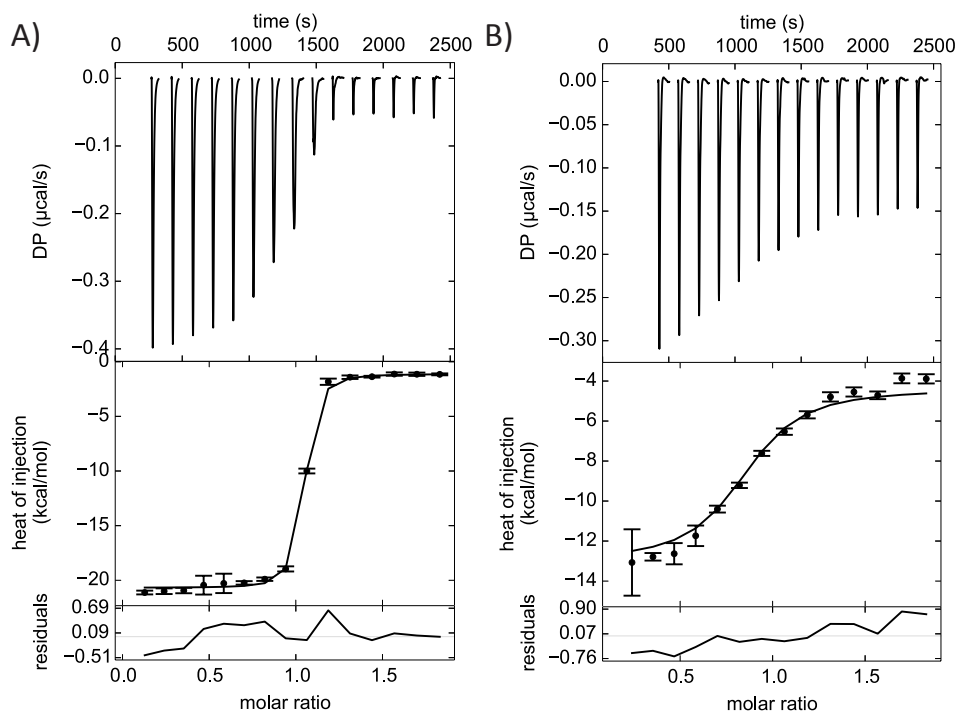 A)
time (s)
0 500 1000 1500 2000 2500
0.0
−0.1
−0.2
−0.3
−0.4
DP (µcal/s)
0
−5
−10
−15
−20
heat of injection
(kcal/mol)
0.69
0.09
−0.51
residuals
0.0 0.5 1.0 1.5
molar ratio
B)
time (s)
0 500 1000 1500 2000 2500
0.00
−0.05
−0.10
−0.15
−0.20
−0.25
−0.30
DP (µcal/s)
−4
−6
−8
−10
−12
−14
heat of injection
(kcal/mol)
0.90
0.07
−0.76
residuals
0.5 1.0 1.5
molar ratio